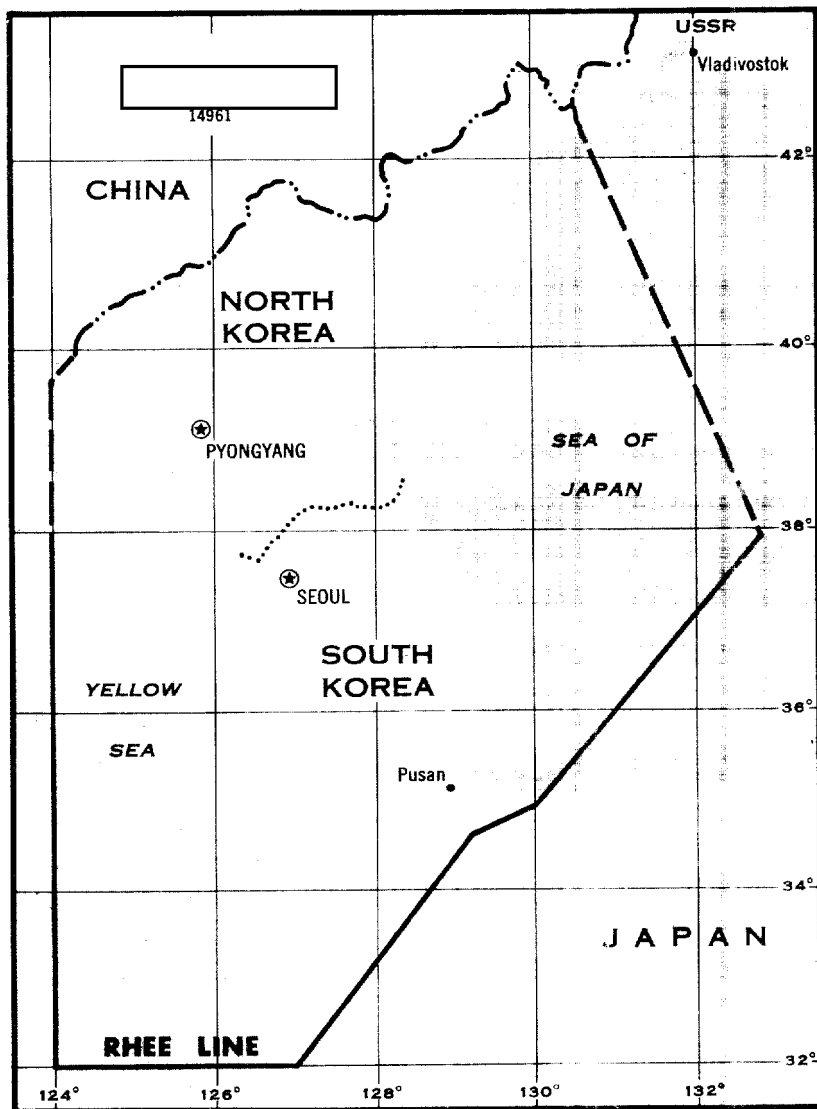 USSR
Vladivostok
14961
42°
CHINA
NORTH
KOREA
40°
PYONGYANG
SEA OF
JAPAN
38°
SEOUL
SOUTH
KOREA
YELLOW
SEA
36°
Pusan
34°
JAPAN
RHEE LINE
32°
124°
126°
128°
130°
132°